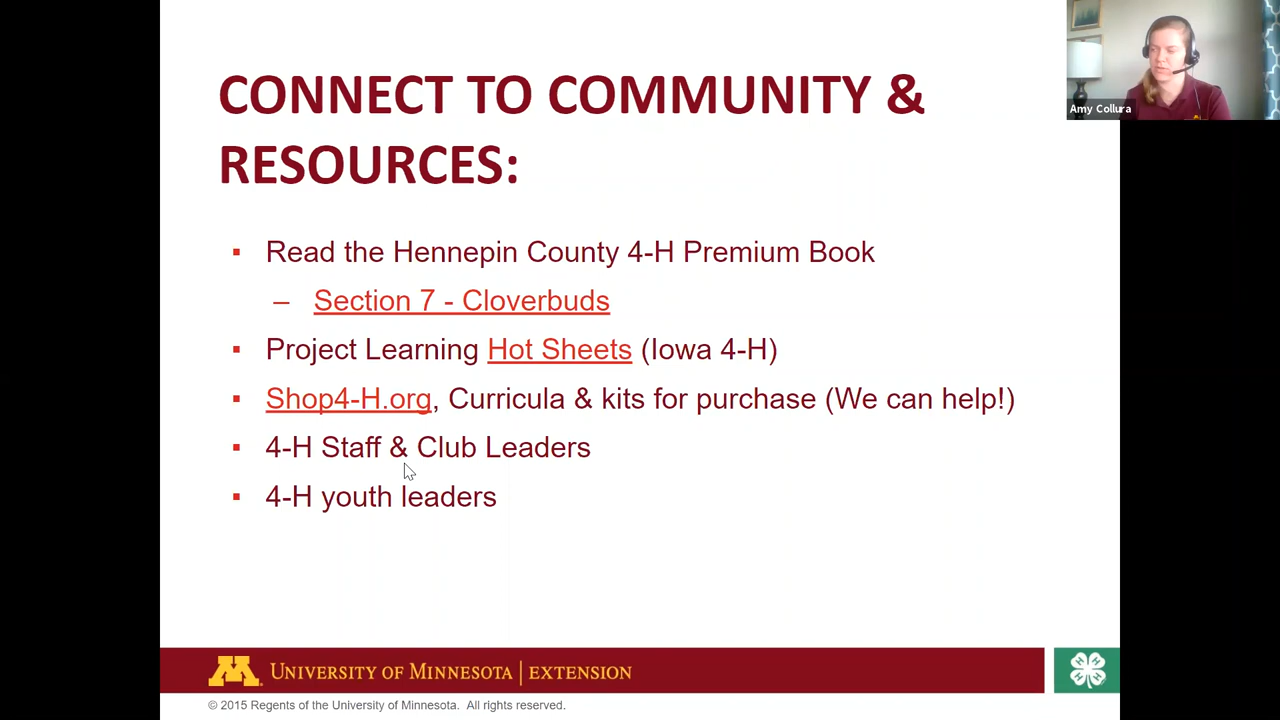 CONNECT TO COMMUNITY &
RESOURCES:
Amy Collura
▪ Read the Hennepin County 4-H Premium Book
– Section 7 - Cloverbuds
▪ Project Learning Hot Sheets (Iowa 4-H)
▪ Shop4-H.org, Curricula & kits for purchase (We can help!)
▪ 4-H Staff & Club Leaders
▪ 4-H youth leaders
M UNIVERSITY OF MINNESOTA | EXTENSION
H H H H
© 2015 Regents of the University of Minnesota. All rights reserved.